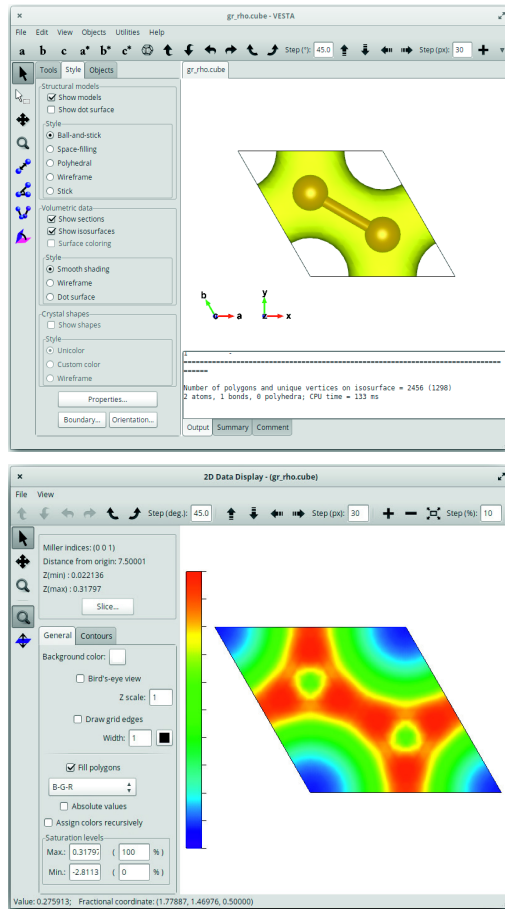 gr_rho.cube - VESTA
File Edit View Objects Utilities Help
a b c a* b* c* Step (°): 45.0 Step (px): 30
Tools Style Objects
gr_rho.cube
Structural models
Show models
Show dot surface
Style
Ball-and-stick
Space-filling
Polyhedral
Wireframe
Stick
Volumetric data
Show sections
Show isosurfaces
Surface coloring
Style
Smooth shading
Wireframe
Dot surface
Crystal shapes
Show shapes
Style
Unicolor
Custom color
Wireframe
Properties...
Boundary... Orientation...
b c a y z x
Number of polygons and unique vertices on isosurface = 2456 (1298)
2 atoms, 1 bonds, 0 polyhedra; CPU time = 133 ms
Output Summary Comment
2D Data Display - (gr_rho.cube)
File View
Step (deg.): 45.0 Step (px): 30 Step (%): 10
Miller indices: (0 0 1)
Distance from origin: 7.50001
Z(min) : 0.022136
Z(max) : 0.31797
Slice...
General Contours
Background color:
Bird's-eye view
Z scale: 1
Draw grid edges
Width: 1
Fill polygons
B-G-R
Absolute values
Assign colors recursively
Saturation levels
Max.: 0.3179 ( 100 % )
Min.: -2.8113 ( 0 % )
Value: 0.275913; Fractional coordinate: (1.77887, 1.46976, 0.50000)